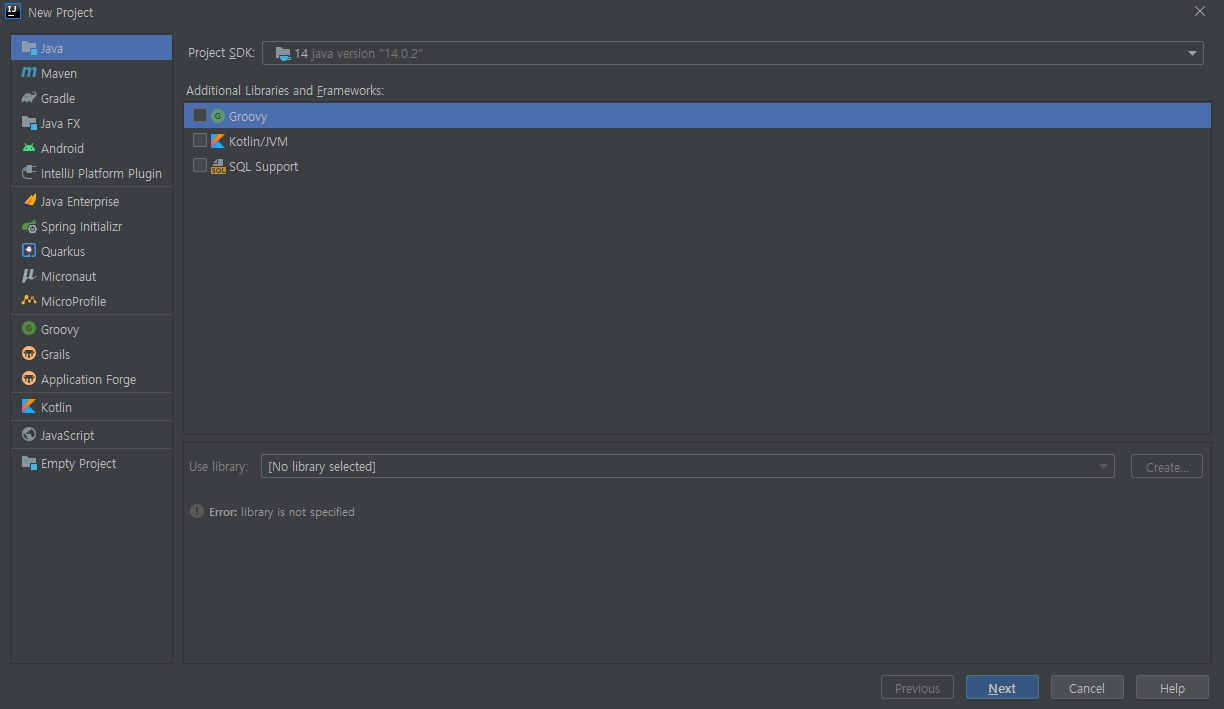 New Project
Java
Maven
Gradle
Java FX
Android
IntelliJ Platform Plugin
Java Enterprise
Spring Initializr
Quarkus
Micronaut
MicroProfile
Groovy
Grails
Application Forge
Kotlin
JavaScript
Empty Project
Project SDK: 14 java version "14.0.2"
Additional Libraries and Frameworks:
Groovy
Kotlin/JVM
SQL Support
Use library: [No library selected] Create...
Error: library is not specified
Previous Next Cancel Help